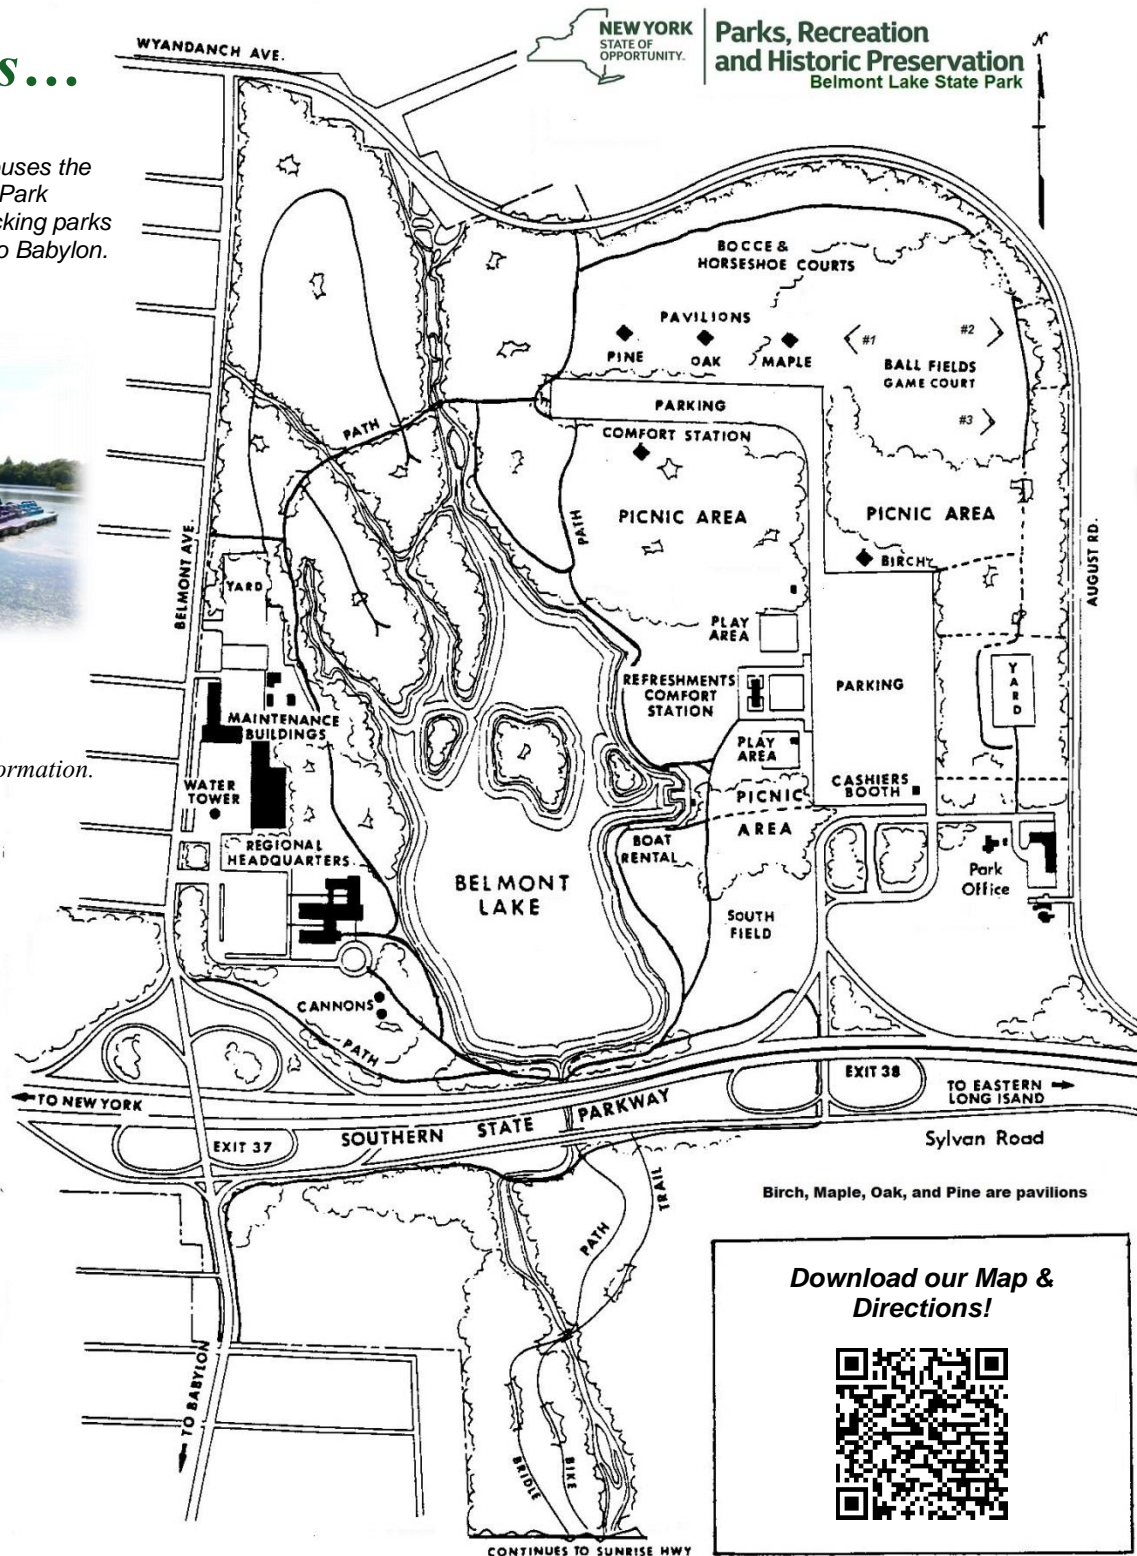 s...
NEW YORK
STATE OF
OPPORTUNITY.
Parks, Recreation
and Historic Preservation
Belmont Lake State Park
ouses the
Park
cking parks
o Babylon.
ormation.
WYANDANCH AVE.
N
BOCCE &
HORSESHOE COURTS
PAVILIONS
PINE
OAK
MAPLE
#1
#2
BALL FIELDS
GAME COURT
#3
PARKING
COMFORT STATION
PATH
PATH
PICNIC AREA
PICNIC AREA
BIRCH
BELMONT AVE.
AUGUST RD.
YARD
PLAY
AREA
REFRESHMENTS
COMFORT
STATION
PARKING
YARD
MAINTENANCE
BUILDINGS
PLAY
AREA
WATER
TOWER
CASHIERS
BOOTH
PICNIC
AREA
REGIONAL
HEADQUARTERS
BOAT
RENTAL
BELMONT
LAKE
Park
Office
SOUTH
FIELD
CANNONS
PATH
EXIT 38
TO NEW YORK
TO EASTERN
LONG ISAND
SOUTHERN STATE PARKWAY
EXIT 37
Sylvan Road
TRAIL
PATH
Birch, Maple, Oak, and Pine are pavilions
Download our Map &
Directions!
TO BABYLON
BRIDLE
BIKE
CONTINUES TO SUNRISE HWY